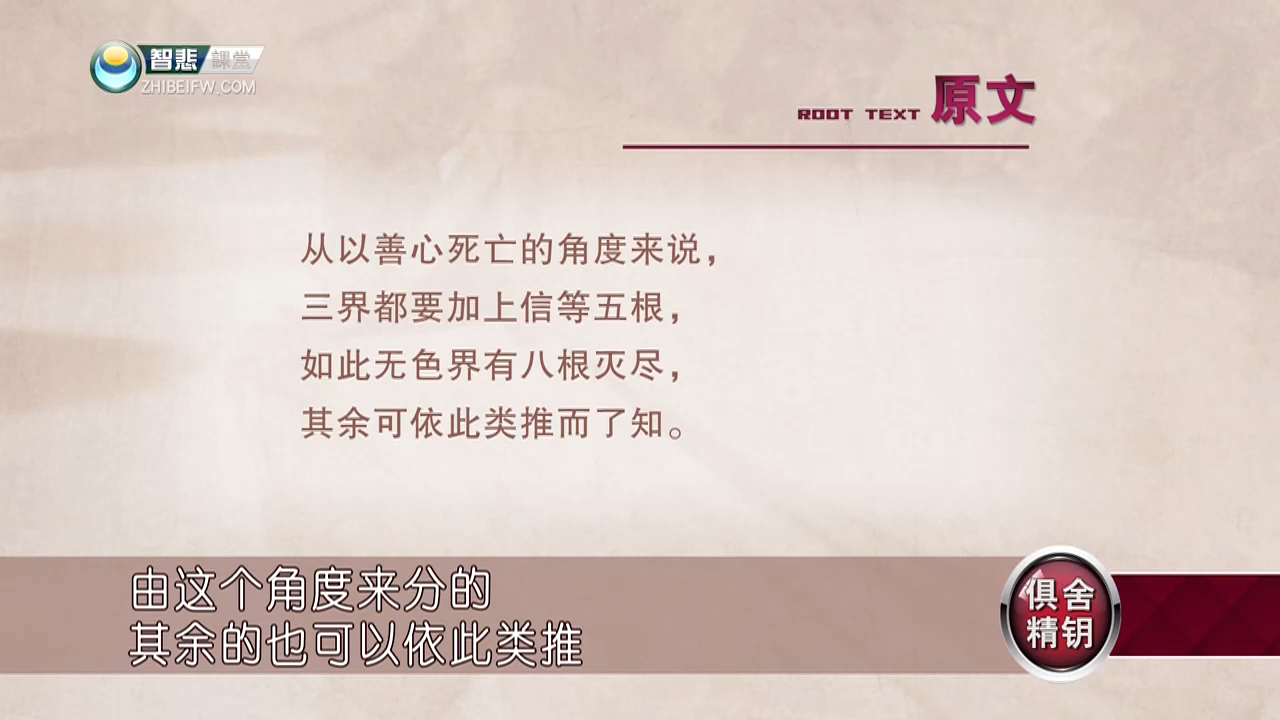 智悲課堂
ZHIBEIFW.COM
ROOT TEXT 原文
从以善心死亡的角度来说，
三界都要加上信等五根，
如此无色界有八根灭尽，
其余可依此类推而了知。
由这个角度来分的
其余的也可以依此类推
俱舍
精钥